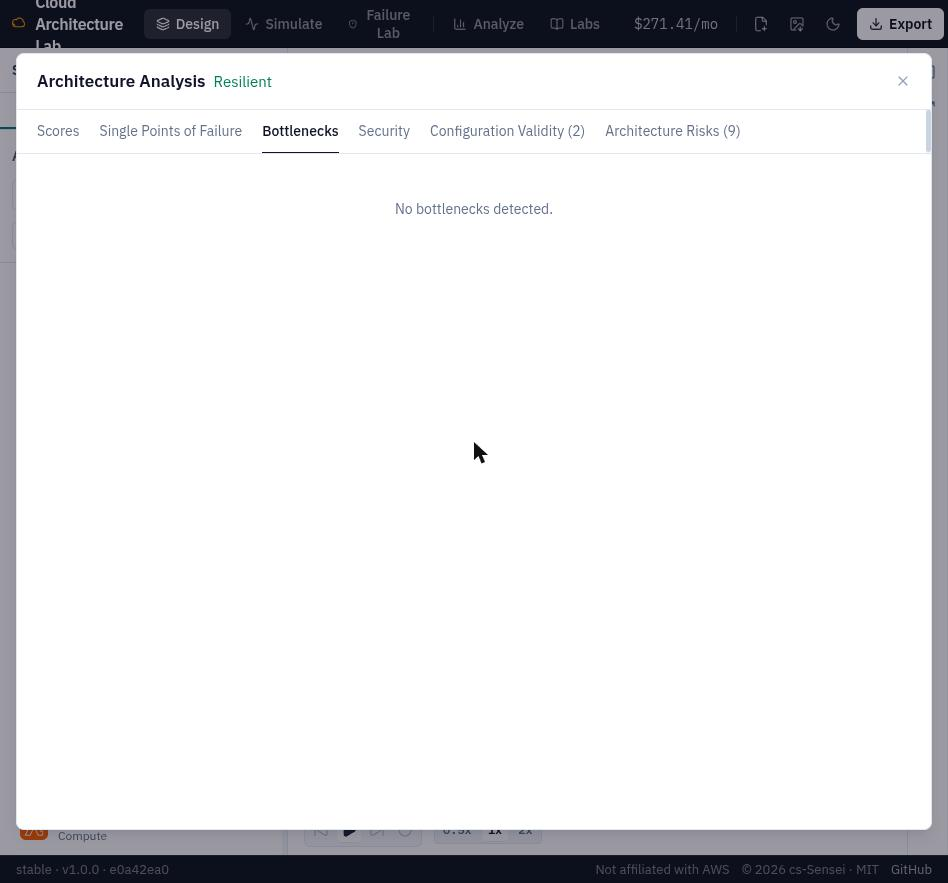 Cloud
Architecture
Lab
Design
Simulate
Failure
Lab
Analyze
Labs
$271.41/mo
Export
Architecture Analysis Resilient
Scores
Single Points of Failure
Bottlenecks
Security
Configuration Validity (2)
Architecture Risks (9)
No bottlenecks detected.
Compute
0.5x
1x
2x
stable · v1.0.0 · e0a42ea0
Not affiliated with AWS
© 2026 cs-Sensei · MIT
GitHub